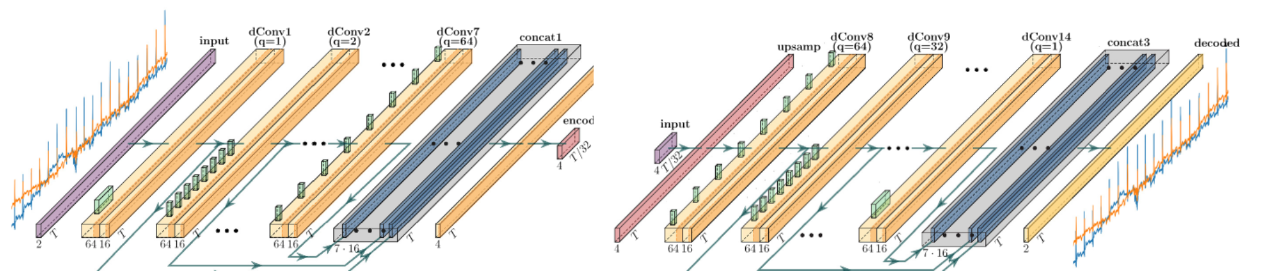 input
dConv1
(q=1)
dConv2
(q=2)
dConv7
(q=64)
concat1
encod
4
T/32
2
T
64 16
T
64 16
T
64 16
T
7 · 16
T
4
T
input
4
T/32
upsamp
dConv8
(q=64)
dConv9
(q=32)
dConv14
(q=1)
concat3
decoded
4
T
64 16
T
64 16
T
64 16
T
7 · 16
T
2
T